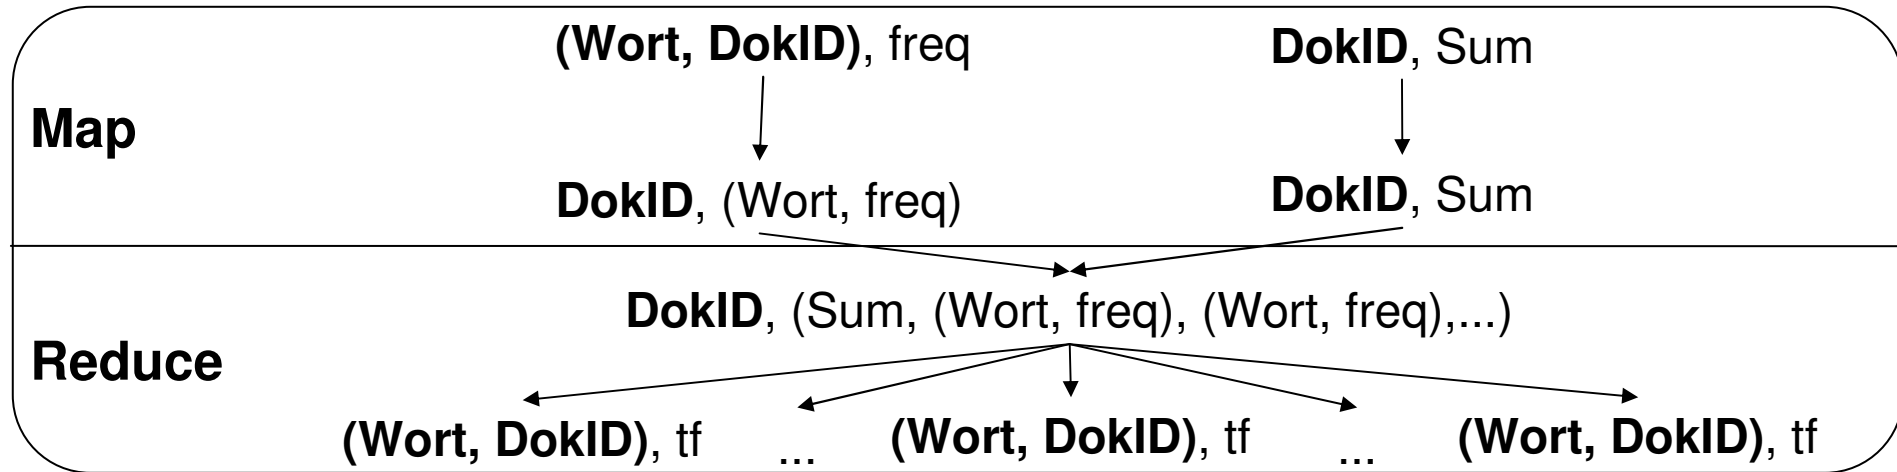 (Wort, DokID), freq
DokID, Sum
Map
DokID, (Wort, freq)
DokID, Sum
DokID, (Sum, (Wort, freq), (Wort, freq),...)
Reduce
(Wort, DokID), tf ... (Wort, DokID), tf ... (Wort, DokID), tf